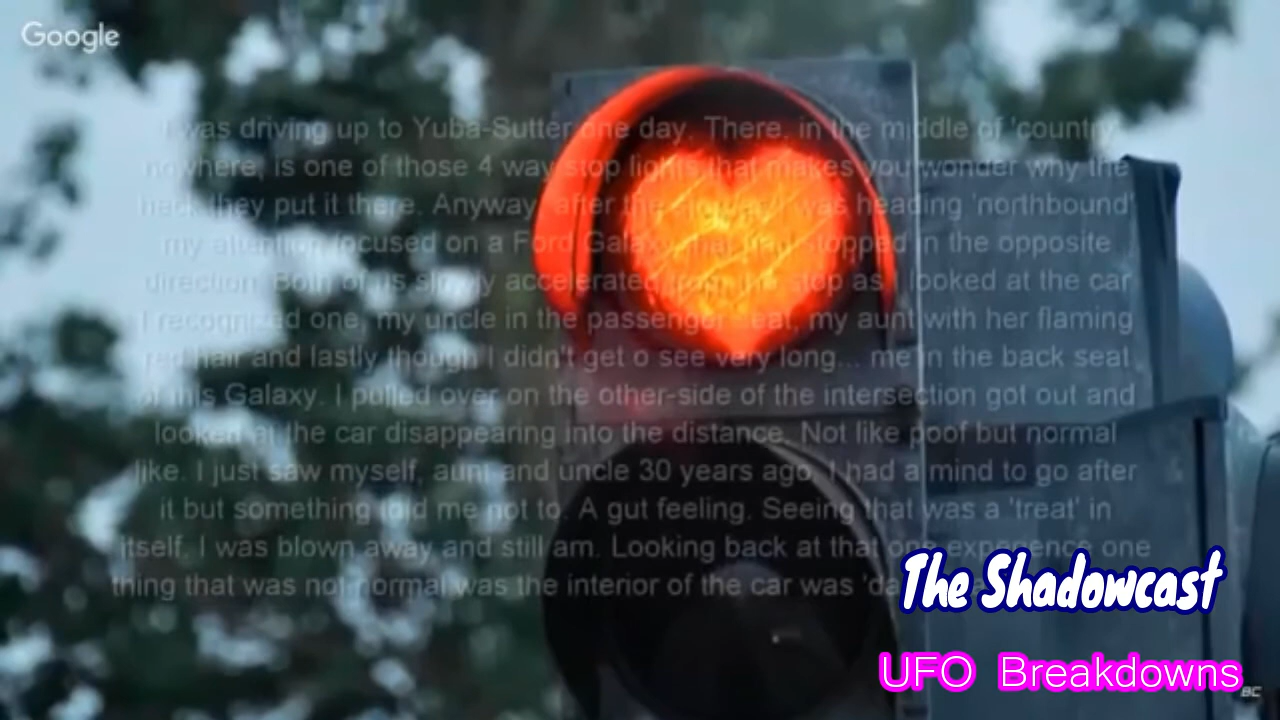 Google
I was driving up to Yuba-Sutter one day. There, in the middle of 'country
nowhere' is one of those 4 way stop lights that makes you wonder why the
heck they put it there. Anyway, after the I was heading 'northbound'
my attention focused on a Ford Galaxy that had stopped in the opposite
direction. Both of us slowly accelerated from the stop as I looked at the car
I recognized one, my uncle in the passenger seat, my aunt with her flaming
red hair and lastly though I didn't get o see very long... me in the back seat
of his Galaxy. I pulled over on the other-side of the intersection got out and
looked at the car disappearing into the distance. Not like poof but normal
like. I just saw myself, aunt and uncle 30 years ago. I had a mind to go after
it but something told me not to. A gut feeling. Seeing that was a 'treat' in
itself, I was blown away and still am. Looking back at that one experience one
thing that was not normal was the interior of the car was
The Shadowcast
UFO Breakdowns
BC